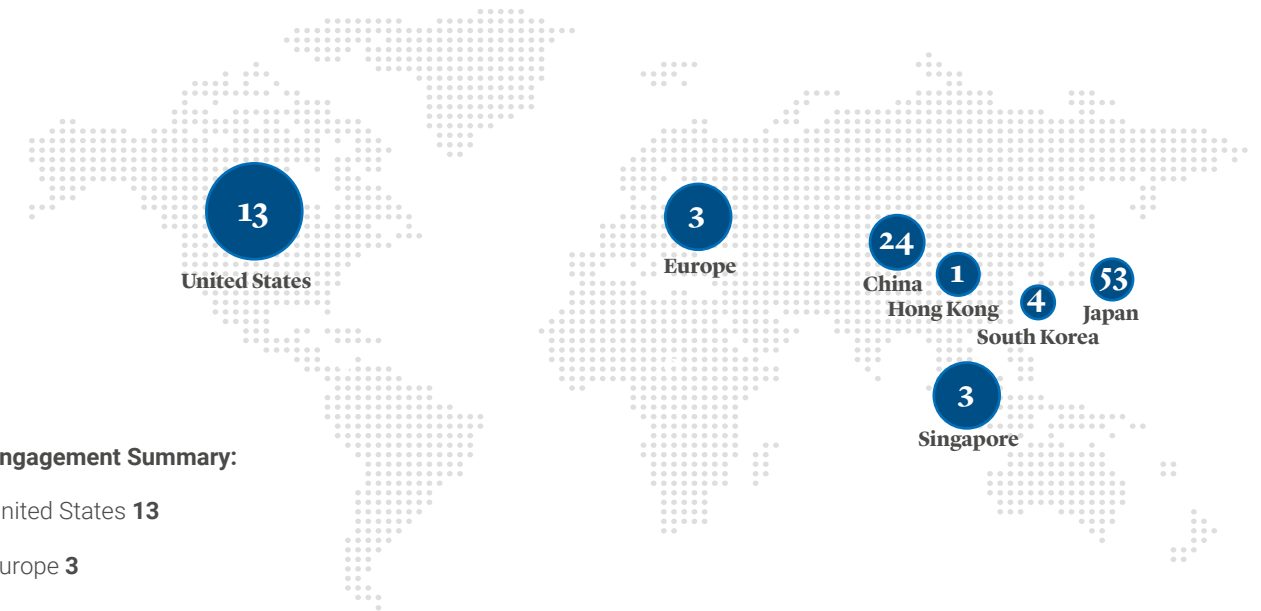 13
United States
3
Europe
24
China
1
Hong Kong
4
South Korea
53
Japan
3
Singapore
ngagement Summary:
nited States 13
urope 3